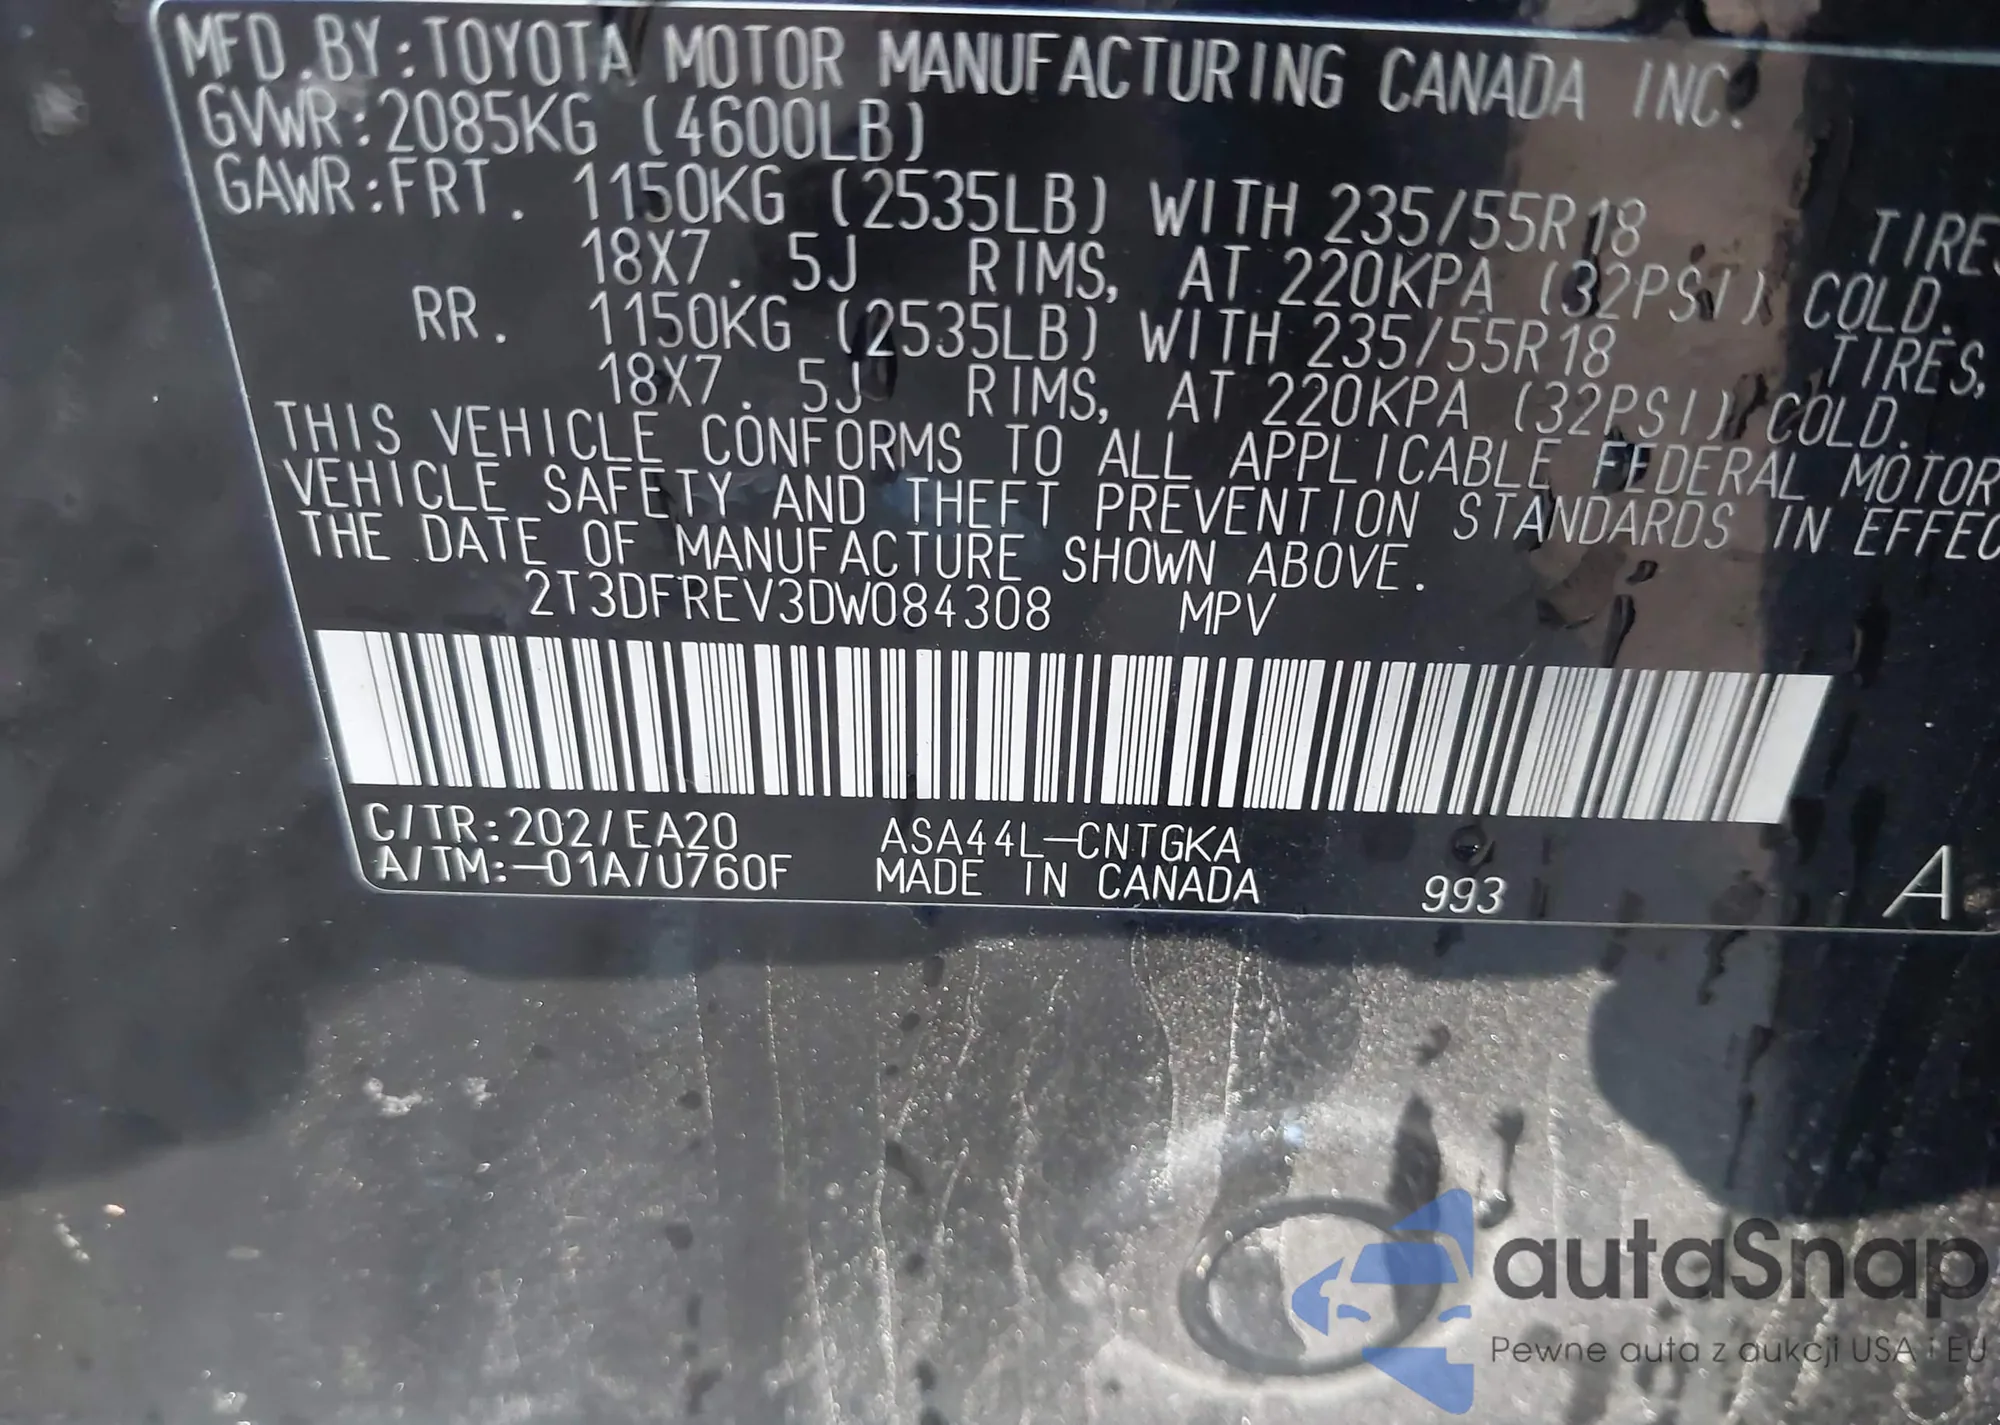 MFD.BY:TOYOTA MOTOR MANUFACTURING CANADA INC.
GVWR:2085KG (4600LB)
GAWR:FRT. 1150KG (2535LB) WITH 235/55R18 TIRES
18X7.5J RIMS, AT 220KPA (32PSI) COLD.
RR. 1150KG (2535LB) WITH 235/55R18 TIRES,
18X7.5J RIMS, AT 220KPA (32PSI) COLD.
THIS VEHICLE CONFORMS TO ALL APPLICABLE FEDERAL MOTOR
VEHICLE SAFETY AND THEFT PREVENTION STANDARDS IN EFFEC
THE DATE OF MANUFACTURE SHOWN ABOVE.
2T3DFREV3DW084308 MPV
C/TR:202/EA20 ASA44L-CNTGKA
A/TM:-01A/U760F MADE IN CANADA 993 A
autaSnap
Pewne auta z aukcji USA i EU